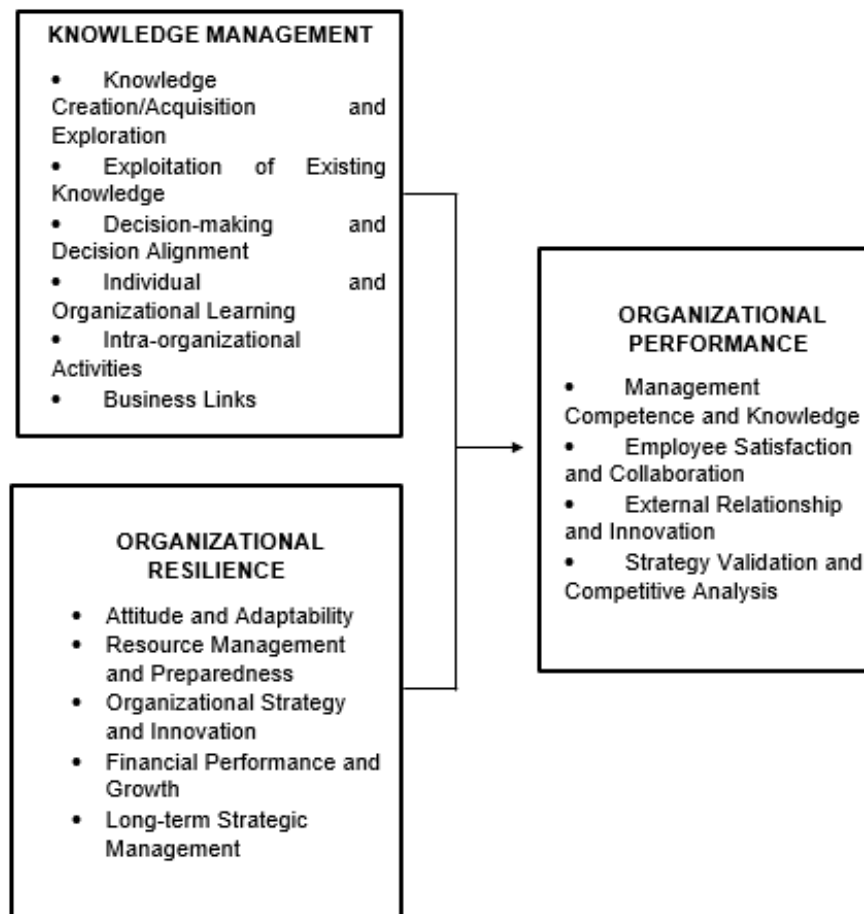 KNOWLEDGE MANAGEMENT
• Knowledge
Creation/Acquisition and
Exploration
• Exploitation of Existing
Knowledge
• Decision-making and
Decision Alignment
• Individual and
Organizational Learning
• Intra-organizational
Activities
• Business Links
ORGANIZATIONAL
RESILIENCE
• Attitude and Adaptability
• Resource Management
and Preparedness
• Organizational Strategy
and Innovation
• Financial Performance and
Growth
• Long-term Strategic
Management
ORGANIZATIONAL
PERFORMANCE
• Management
Competence and Knowledge
• Employee Satisfaction
and Collaboration
• External Relationship
and Innovation
• Strategy Validation and
Competitive Analysis